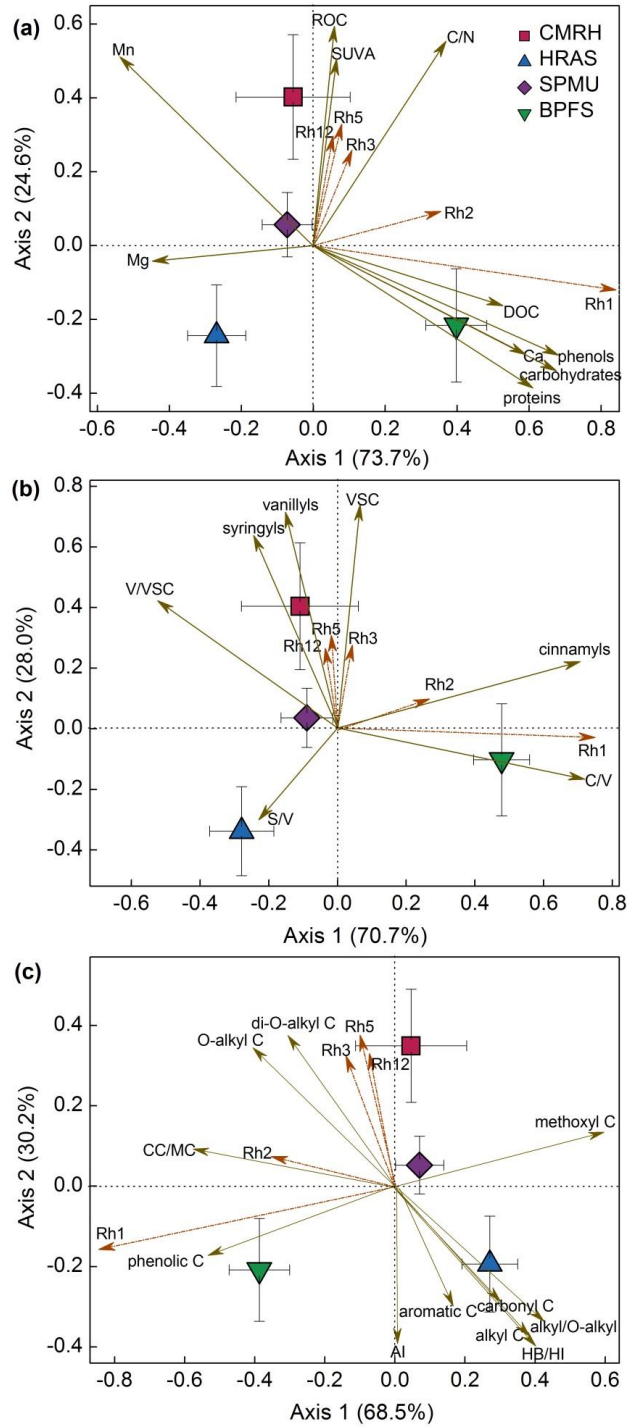 (a)
ROC
C/N
CMRH
Mn
SUVA
HRAS
SPMU
BPFS
Rh5
Rh12
Rh3
Rh2
Mg
Rh1
DOC
Ca
phenols
carbohydrates
proteins
0.6
0.4
0.2
0.0
-0.2
-0.4
Axis 2 (24.6%)
-0.6 -0.4 -0.2 0.0 0.2 0.4 0.6 0.8
Axis 1 (73.7%)
(b)
vanillyls
VSC
syringyls
V/VSC
Rh5
Rh12
Rh3
cinnamyls
Rh2
Rh1
C/V
S/V
0.8
0.6
0.4
0.2
0.0
-0.2
-0.4
Axis 2 (28.0%)
-0.6 -0.4 -0.2 0.0 0.2 0.4 0.6 0.8
Axis 1 (70.7%)
(c)
di-O-alkyl C
Rh5
O-alkyl C
Rh3
Rh12
methoxyl C
CC/MC
Rh2
Rh1
phenolic C
aromatic C
carbonyl C
alkyl/O-alkyl
alkyl C
AI
HB/HI
0.4
0.2
0.0
-0.2
-0.4
Axis 2 (30.2%)
-0.8 -0.6 -0.4 -0.2 0.0 0.2 0.4 0.6
Axis 1 (68.5%)